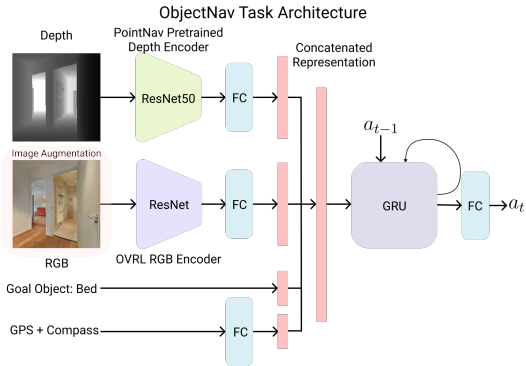 ObjectNav Task Architecture
Depth
PointNav Pretrained
Depth Encoder
Concatenated
Representation
ResNet50
FC
Image Augmentation
a_{t-1}
ResNet
FC
GRU
FC
a_t
RGB
OVRL RGB Encoder
Goal Object: Bed
GPS + Compass
FC